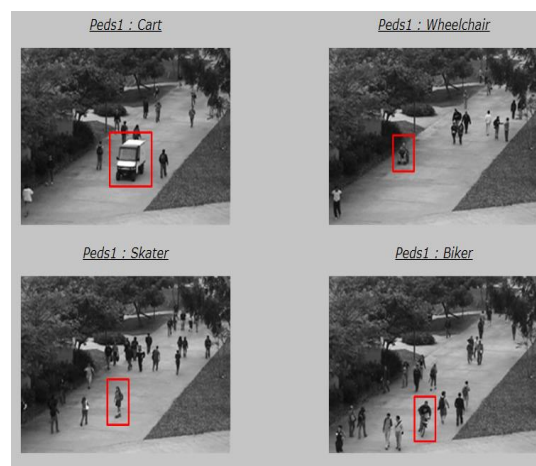 Peds1 : Cart
Peds1 : Wheelchair
Peds1 : Skater
Peds1 : Biker